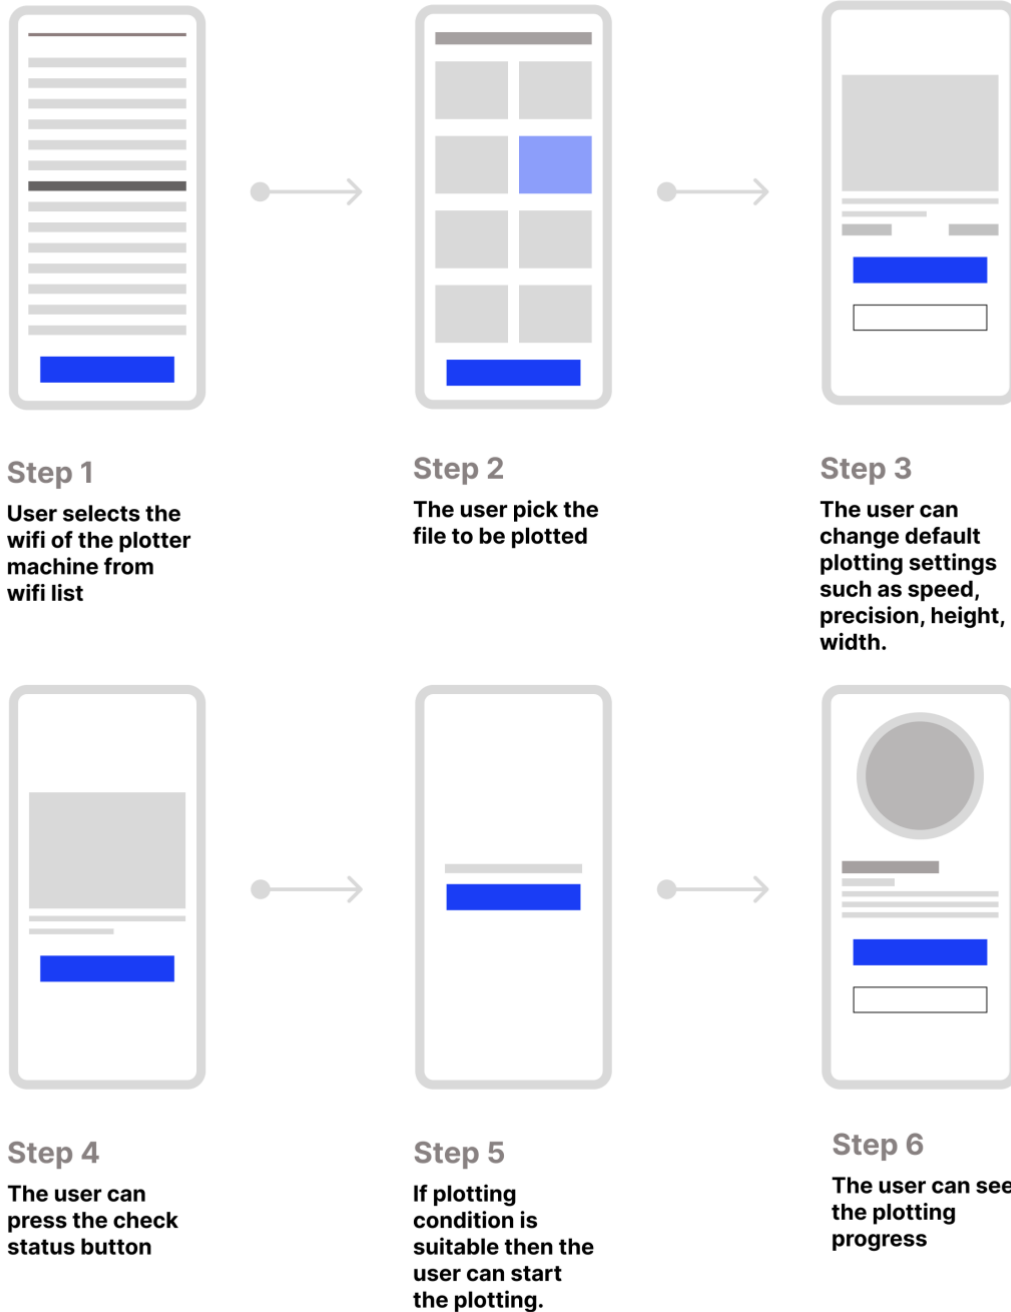 Step 1
User selects the
wifi of the plotter
machine from
wifi list
Step 2
The user pick the
file to be plotted
Step 3
The user can
change default
plotting settings
such as speed,
precision, height,
width.
Step 4
The user can
press the check
status button
Step 5
If plotting
condition is
suitable then the
user can start
the plotting.
Step 6
The user can see
the plotting
progress